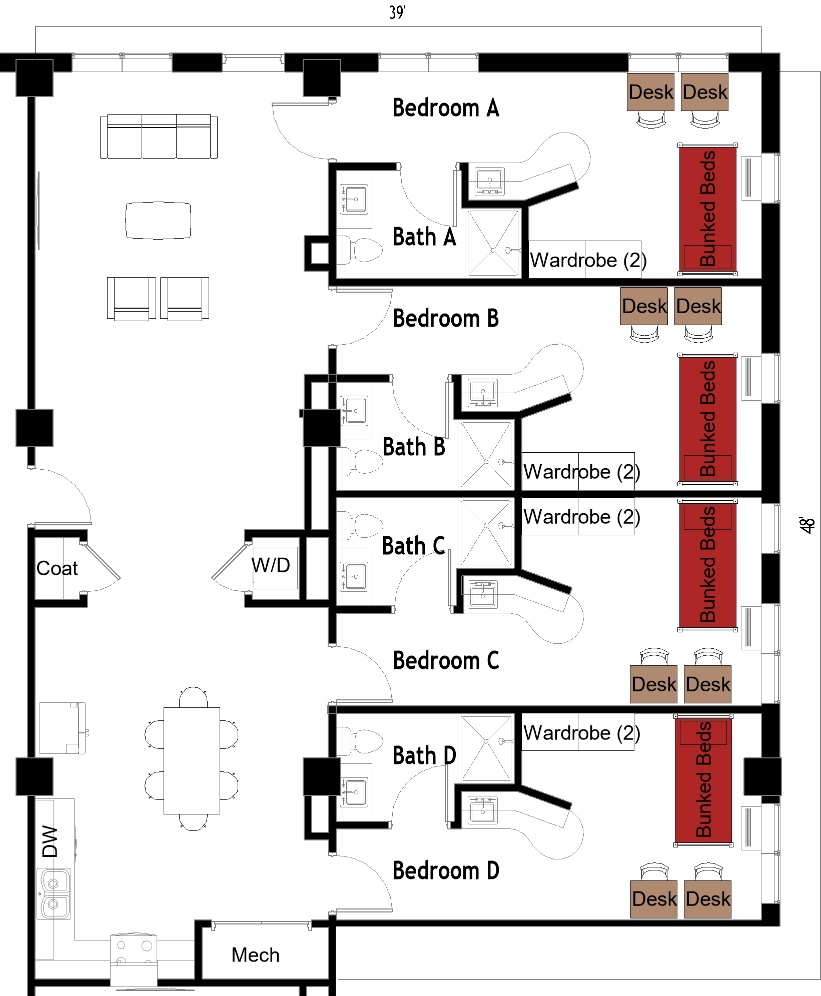 39'
Bedroom A
Desk
Desk
Bunked Beds
Bath A
Wardrobe (2)
Bedroom B
Desk
Desk
Bunked Beds
Bath B
Wardrobe (2)
Wardrobe (2)
48'
Bath C
Bunked Beds
Coat
W/D
Bedroom C
Desk
Desk
Wardrobe (2)
Bath D
Bunked Beds
DW
Bedroom D
Desk
Desk
Mech